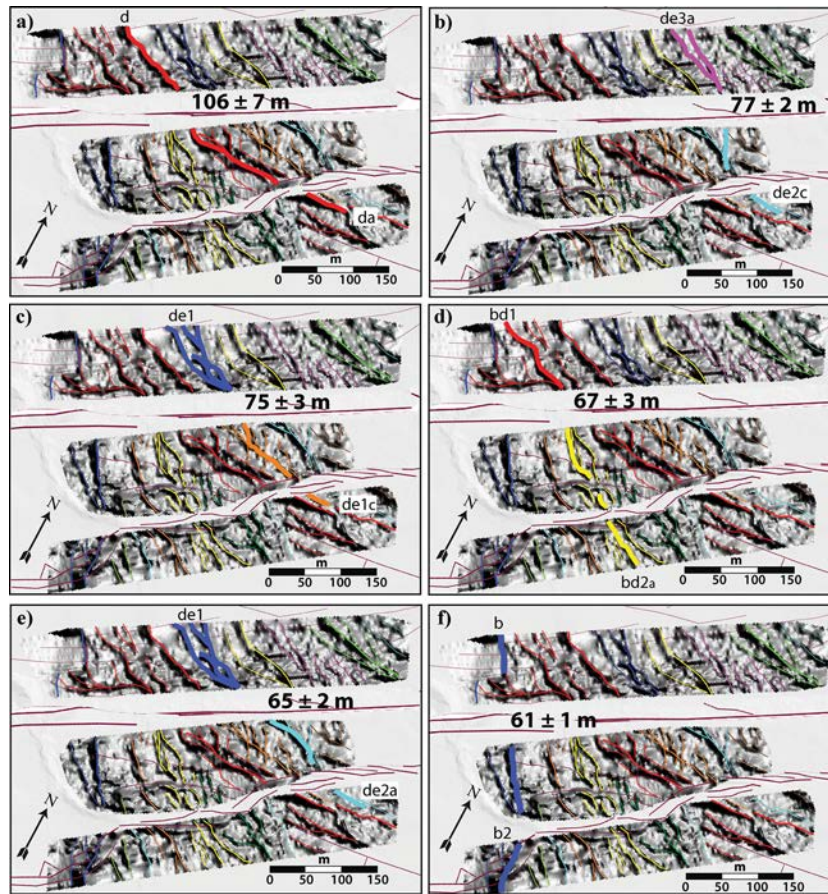 a)
d
106 ± 7 m
da
N
m
0 50 100 150
b)
de3a
77 ± 2 m
de2c
N
m
0 50 100 150
c)
de1
75 ± 3 m
de1c
N
m
0 50 100 150
d)
bd1
67 ± 3 m
bd2a
N
m
0 50 100 150
e)
de1
65 ± 2 m
de2a
N
m
0 50 100 150
f)
b
61 ± 1 m
b2
N
m
0 50 100 150